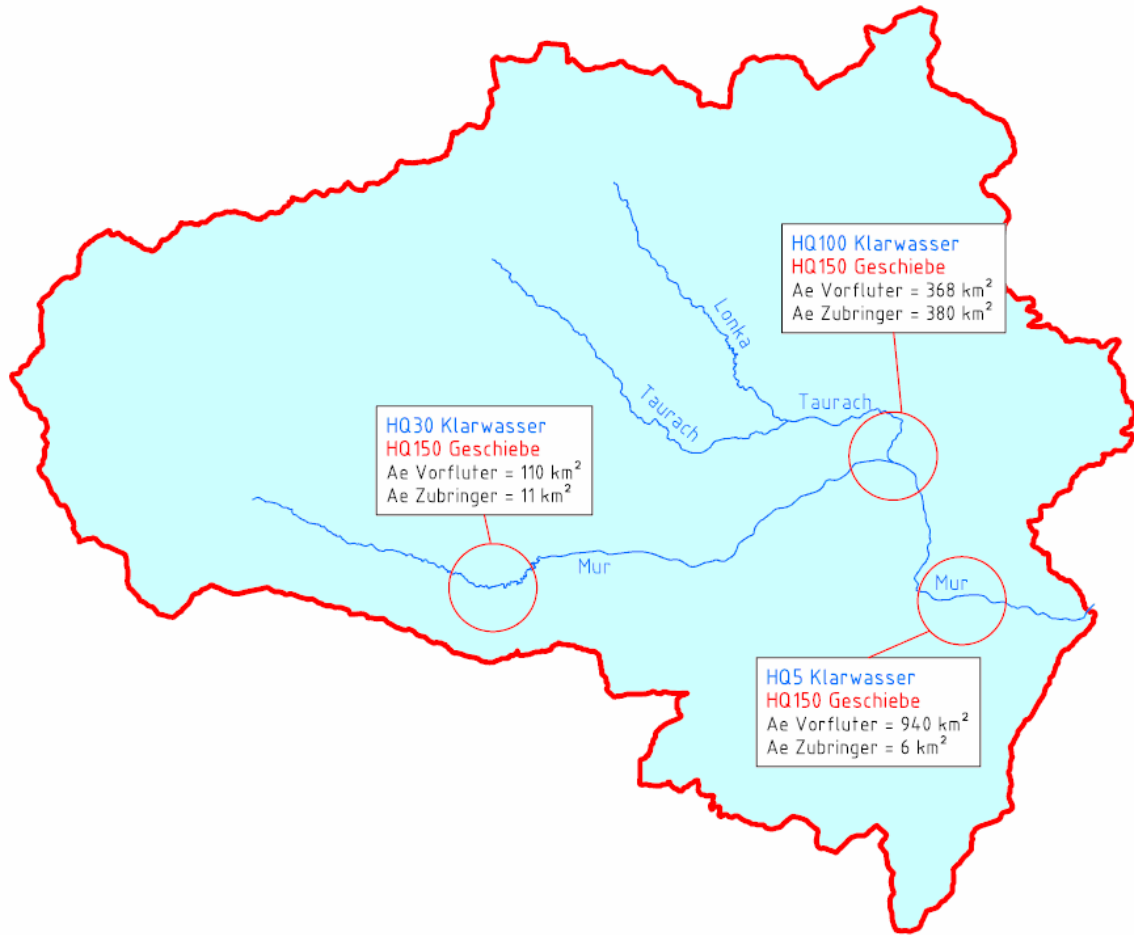 HQ100 Klarwasser
HQ150 Geschiebe
Ae Vorfluter = 368 km²
Ae Zubringer = 380 km²
Lonka
Taurach
Taurach
HQ30 Klarwasser
HQ150 Geschiebe
Ae Vorfluter = 110 km²
Ae Zubringer = 11 km²
Mur
Mur
HQ5 Klarwasser
HQ150 Geschiebe
Ae Vorfluter = 940 km²
Ae Zubringer = 6 km²